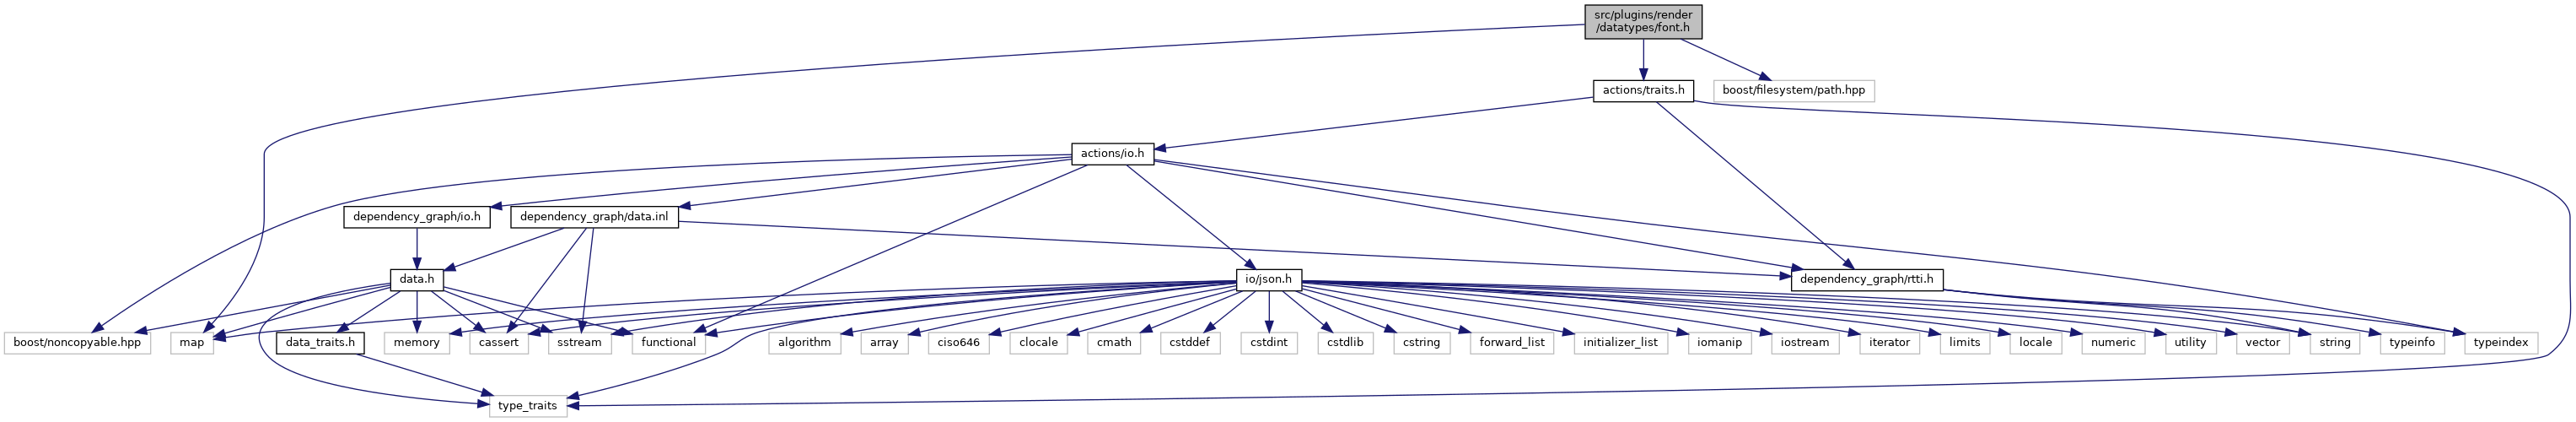 src/plugins/render
/datatypes/font.h
actions/traits.h
boost/filesystem/path.hpp
actions/io.h
dependency_graph/io.h
dependency_graph/data.inl
data.h
io/json.h
dependency_graph/rtti.h
boost/noncopyable.hpp
map
data_traits.h
memory
cassert
sstream
functional
algorithm
array
ciso646
clocale
cmath
cstddef
cstdint
cstdlib
cstring
forward_list
initializer_list
iomanip
iostream
iterator
limits
locale
numeric
utility
vector
string
typeinfo
typeindex
type_traits